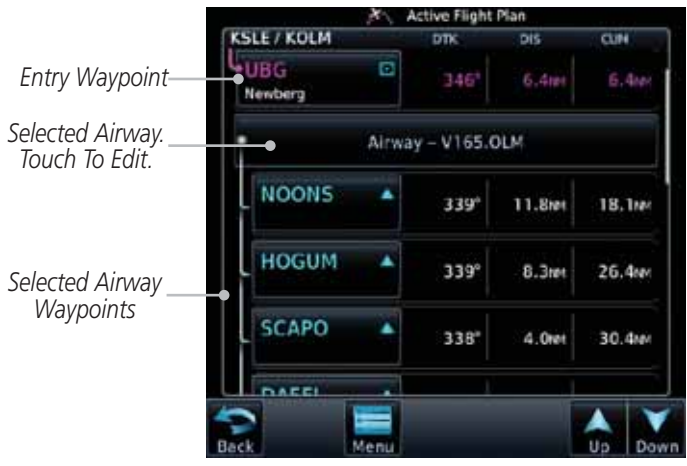 Active Flight Plan
KSLE / KOLM DTK DIS CUM
Entry Waypoint
UBG 346° 6.4NM 6.4NM
Newberg
Selected Airway.
Touch To Edit.
Airway – V165.OLM
NOONS 339° 11.8NM 18.1NM
HOGUM 339° 8.3NM 26.4NM
Selected Airway
Waypoints
SCAPO 338° 4.0NM 30.4NM
Back Menu Up Down